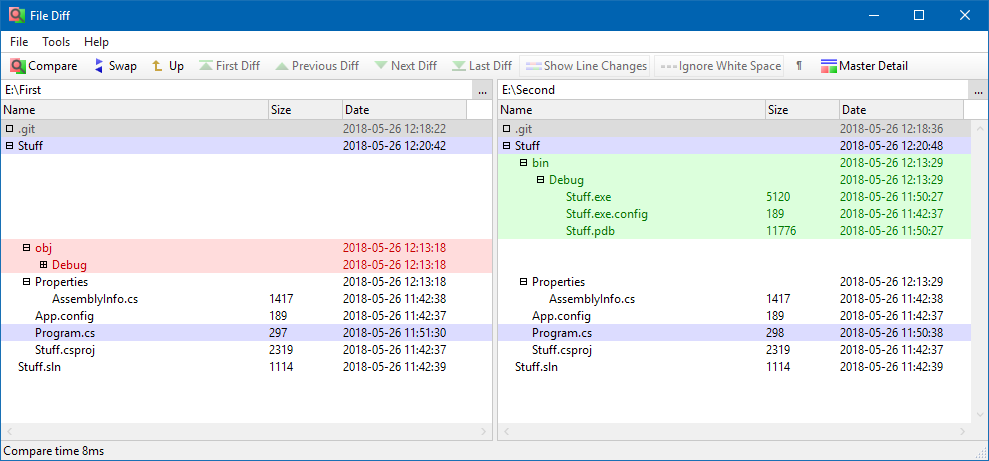 File Diff
File Tools Help
Compare Swap Up First Diff Previous Diff Next Diff Last Diff Show Line Changes Ignore White Space ¶ Master Detail
E:\First ... E:\Second ...
Name Size Date Name Size Date
.git 2018-05-26 12:18:22 .git 2018-05-26 12:18:36
Stuff 2018-05-26 12:20:42 Stuff 2018-05-26 12:20:48
bin 2018-05-26 12:13:29
Debug 2018-05-26 12:13:29
Stuff.exe 5120 2018-05-26 11:50:27
Stuff.exe.config 189 2018-05-26 11:42:37
Stuff.pdb 11776 2018-05-26 11:50:27
obj 2018-05-26 12:13:18
Debug 2018-05-26 12:13:18
Properties 2018-05-26 12:13:18 Properties 2018-05-26 12:13:29
AssemblyInfo.cs 1417 2018-05-26 11:42:38 AssemblyInfo.cs 1417 2018-05-26 11:42:38
App.config 189 2018-05-26 11:42:37 App.config 189 2018-05-26 11:42:37
Program.cs 297 2018-05-26 11:51:30 Program.cs 298 2018-05-26 11:50:38
Stuff.csproj 2319 2018-05-26 11:42:37 Stuff.csproj 2319 2018-05-26 11:42:37
Stuff.sln 1114 2018-05-26 11:42:39 Stuff.sln 1114 2018-05-26 11:42:39
Compare time 8ms